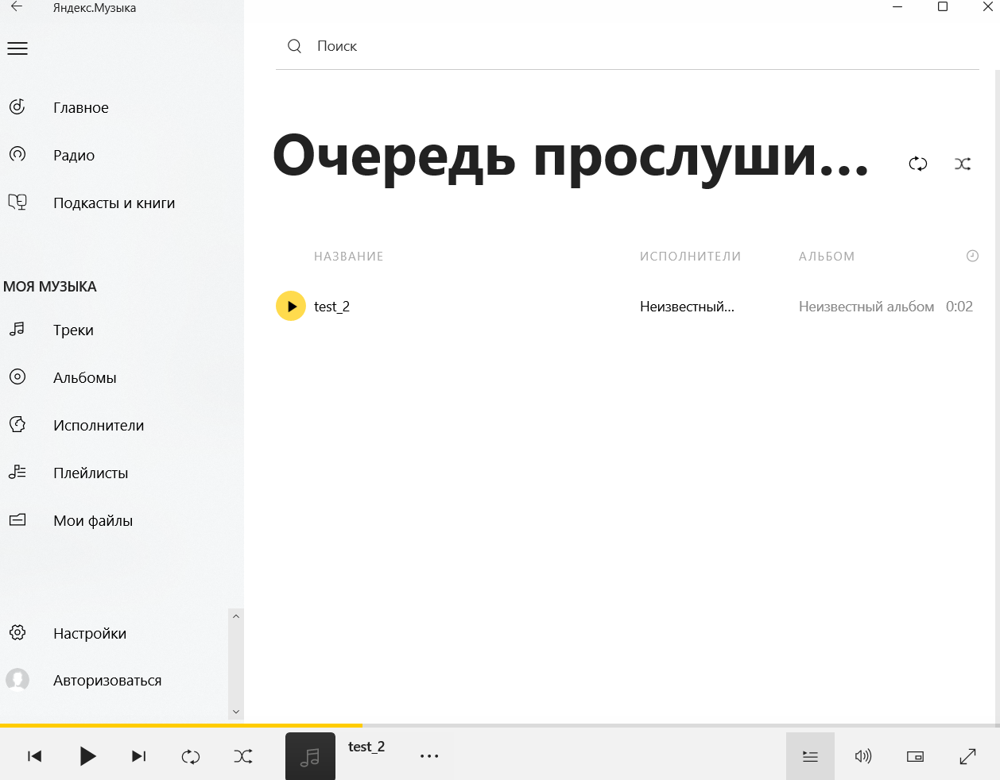 Яндекс.Музыка
Поиск
Главное
Радио
Подкасты и книги
МОЯ МУЗЫКА
Треки
Альбомы
Исполнители
Плейлисты
Мои файлы
Настройки
Авторизоваться
Очередь прослуши...
НАЗВАНИЕ ИСПОЛНИТЕЛИ АЛЬБОМ
test_2 Неизвестный... Неизвестный альбом 0:02
test_2